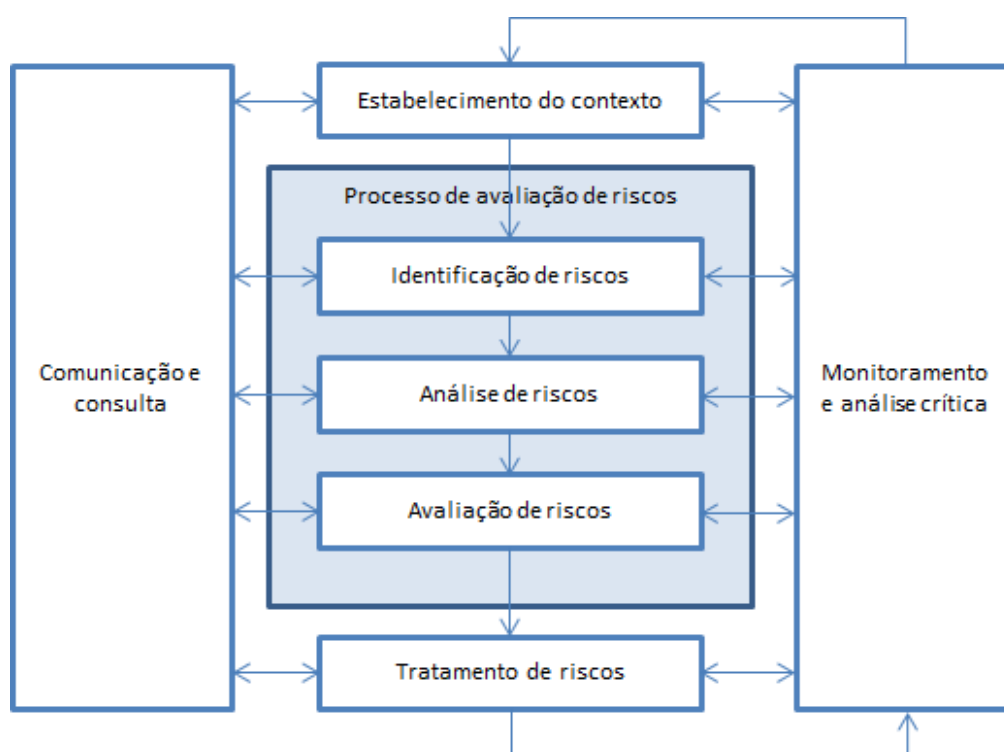 Estabelecimento do contexto
Processo de avaliação de riscos
Identificação de riscos
Comunicação e
consulta
Análise de riscos
Monitoramento
e análise crítica
Avaliação de riscos
Tratamento de riscos